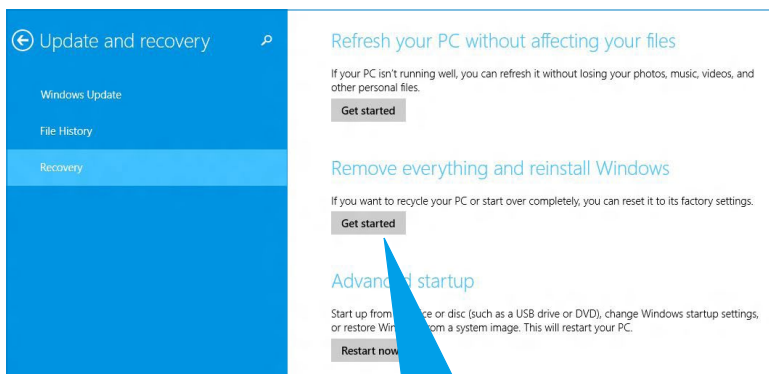 Update and recovery
Windows Update
File History
Recovery
Refresh your PC without affecting your files
If your PC isn't running well, you can refresh it without losing your photos, music, videos, and
other personal files.
Get started
Remove everything and reinstall Windows
If you want to recycle your PC or start over completely, you can reset it to its factory settings.
Get started
Advanced startup
Start up from ce or disc (such as a USB drive or DVD), change Windows startup settings,
or restore Win om a system image. This will restart your PC.
Restart now